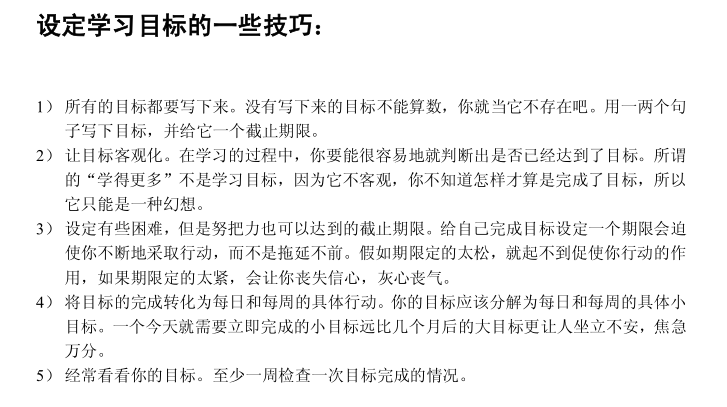 设定学习目标的一些技巧：
1） 所有的目标都要写下来。没有写下来的目标不能算数，你就当它不存在吧。用一两个句
子写下目标，并给它一个截止期限。
2） 让目标客观化。在学习的过程中，你要能很容易地就判断出是否已经达到了目标。所谓
的“学得更多”不是学习目标，因为它不客观，你不知道怎样才算是完成了目标，所以
它只能是一种幻想。
3） 设定有些困难，但是努把力也可以达到的截止期限。给自己完成目标设定一个期限会迫
使你不断地采取行动，而不是拖延不前。假如期限定的太松，就起不到促使你行动的作
用，如果期限定的太紧，会让你丧失信心，灰心丧气。
4） 将目标的完成转化为每日和每周的具体行动。你的目标应该分解为每日和每周的具体小
目标。一个今天就需要立即完成的小目标远比几个月后的大目标更让人坐立不安，焦急
万分。
5） 经常看看你的目标。至少一周检查一次目标完成的情况。